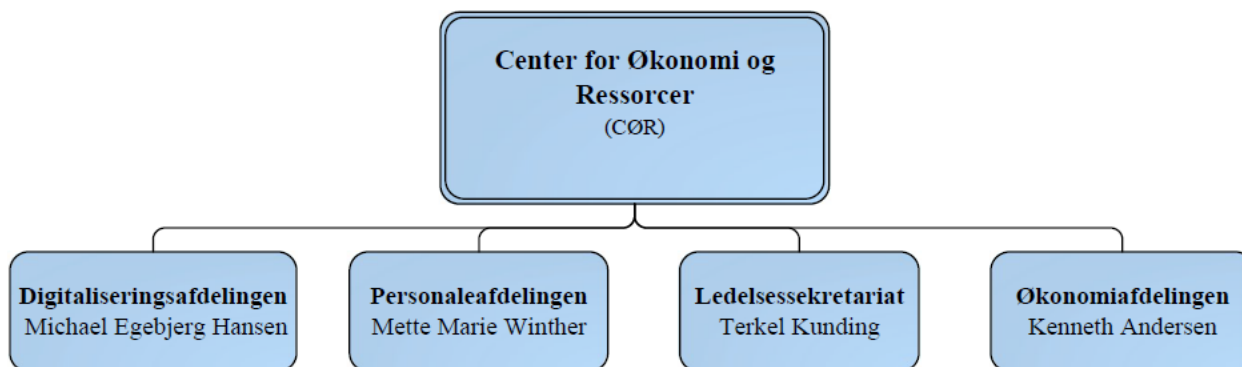 Center for Økonomi og
Ressorcer
(CØR)
Digitaliseringsafdelingen
Michael Egebjerg Hansen
Personaleafdelingen
Mette Marie Winther
Ledelsessekretariat
Terkel Kunding
Økonomiafdelingen
Kenneth Andersen